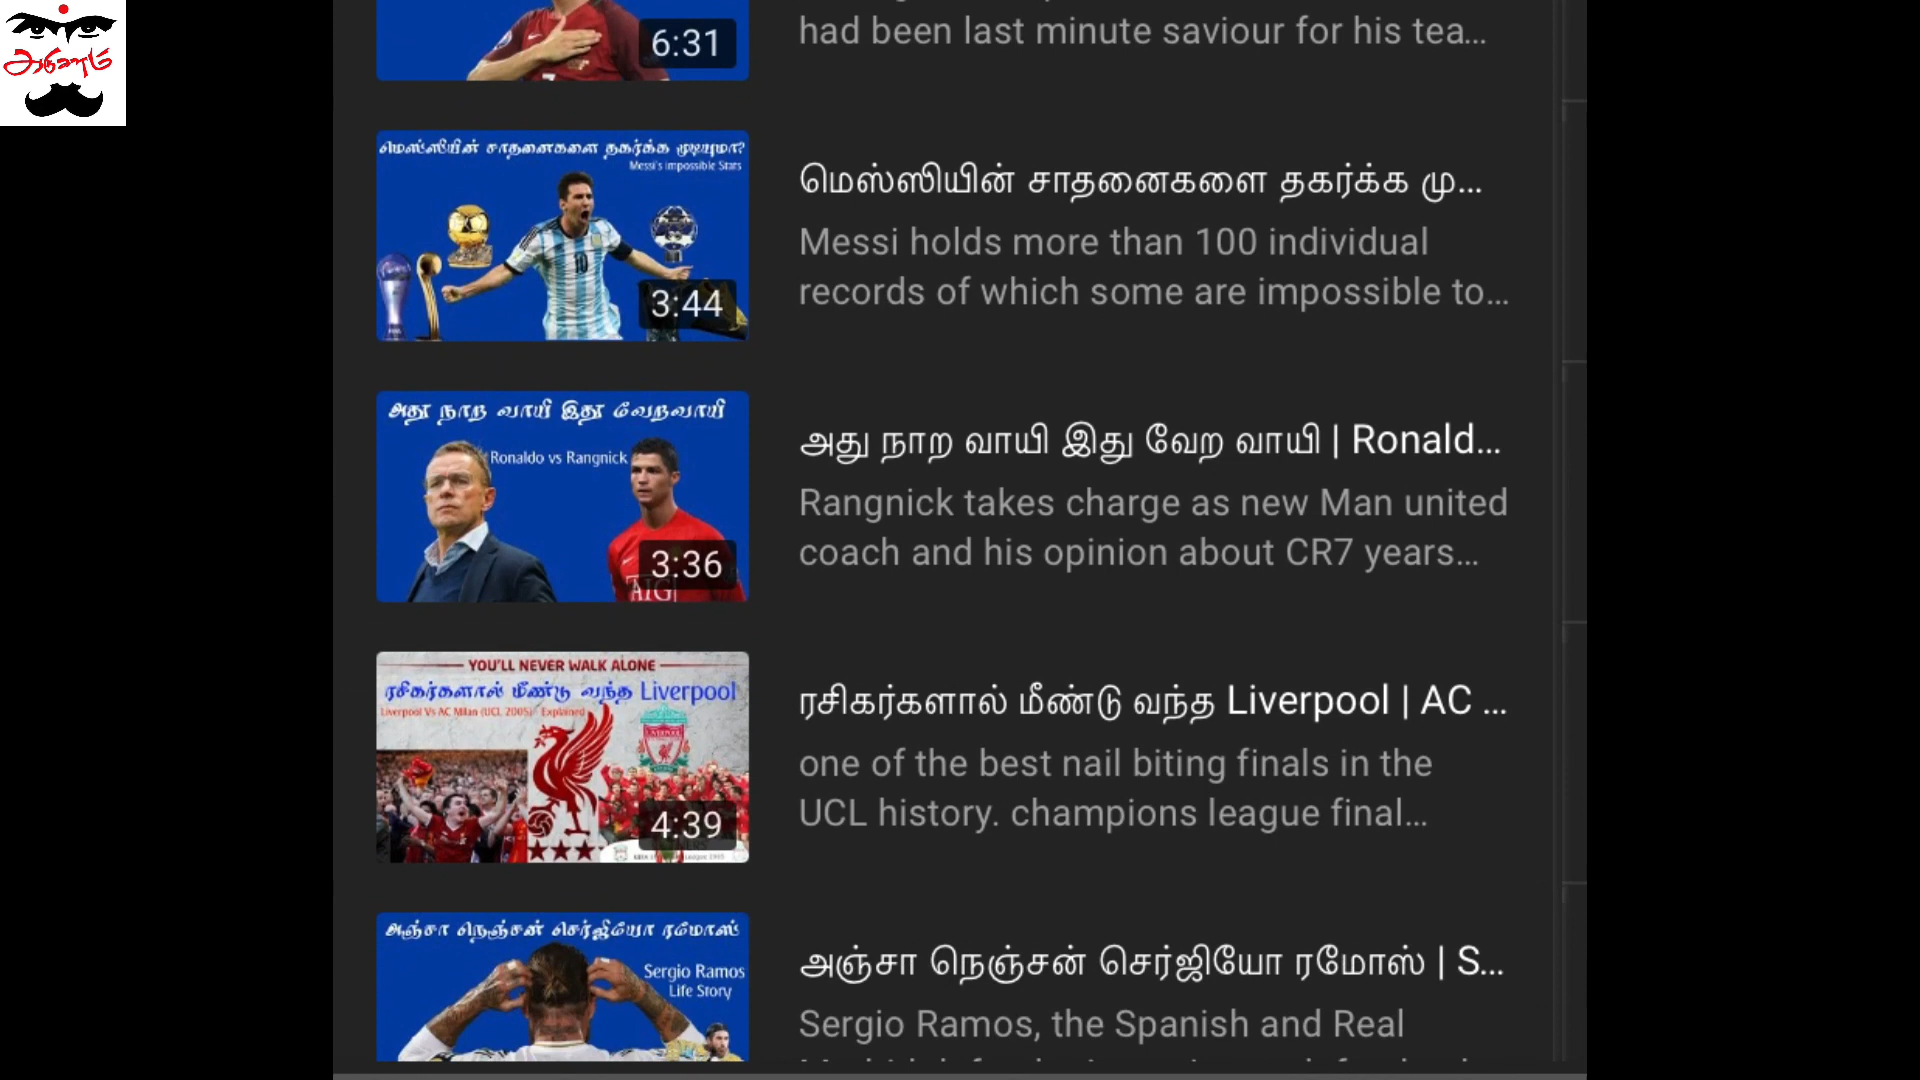 6:31
had been last minute saviour for his tea...
மெஸ்ஸியின் சாதனைகளை தகர்க்க முடியுமா?
Messi's impossible Stats
3:44
மெஸ்ஸியின் சாதனைகளை தகர்க்க மு...
Messi holds more than 100 individual
records of which some are impossible to...
அது நாற வாயி இது வேறவாயி
Ronaldo vs Rangnick
AIG
3:36
அது நாற வாயி இது வேற வாயி | Ronald...
Rangnick takes charge as new Man united
coach and his opinion about CR7 years...
YOU'LL NEVER WALK ALONE
ரசிகர்களால் மீண்டு வந்த Liverpool
Liverpool Vs AC Milan (UCL 2005) - Explained
4:39
ரசிகர்களால் மீண்டு வந்த Liverpool | AC ...
one of the best nail biting finals in the
UCL history. champions league final...
அஞ்சா நெஞ்சன் செர்ஜியோ ரமோஸ்
Sergio Ramos
Life Story
அஞ்சா நெஞ்சன் செர்ஜியோ ரமோஸ் | S...
Sergio Ramos, the Spanish and Real